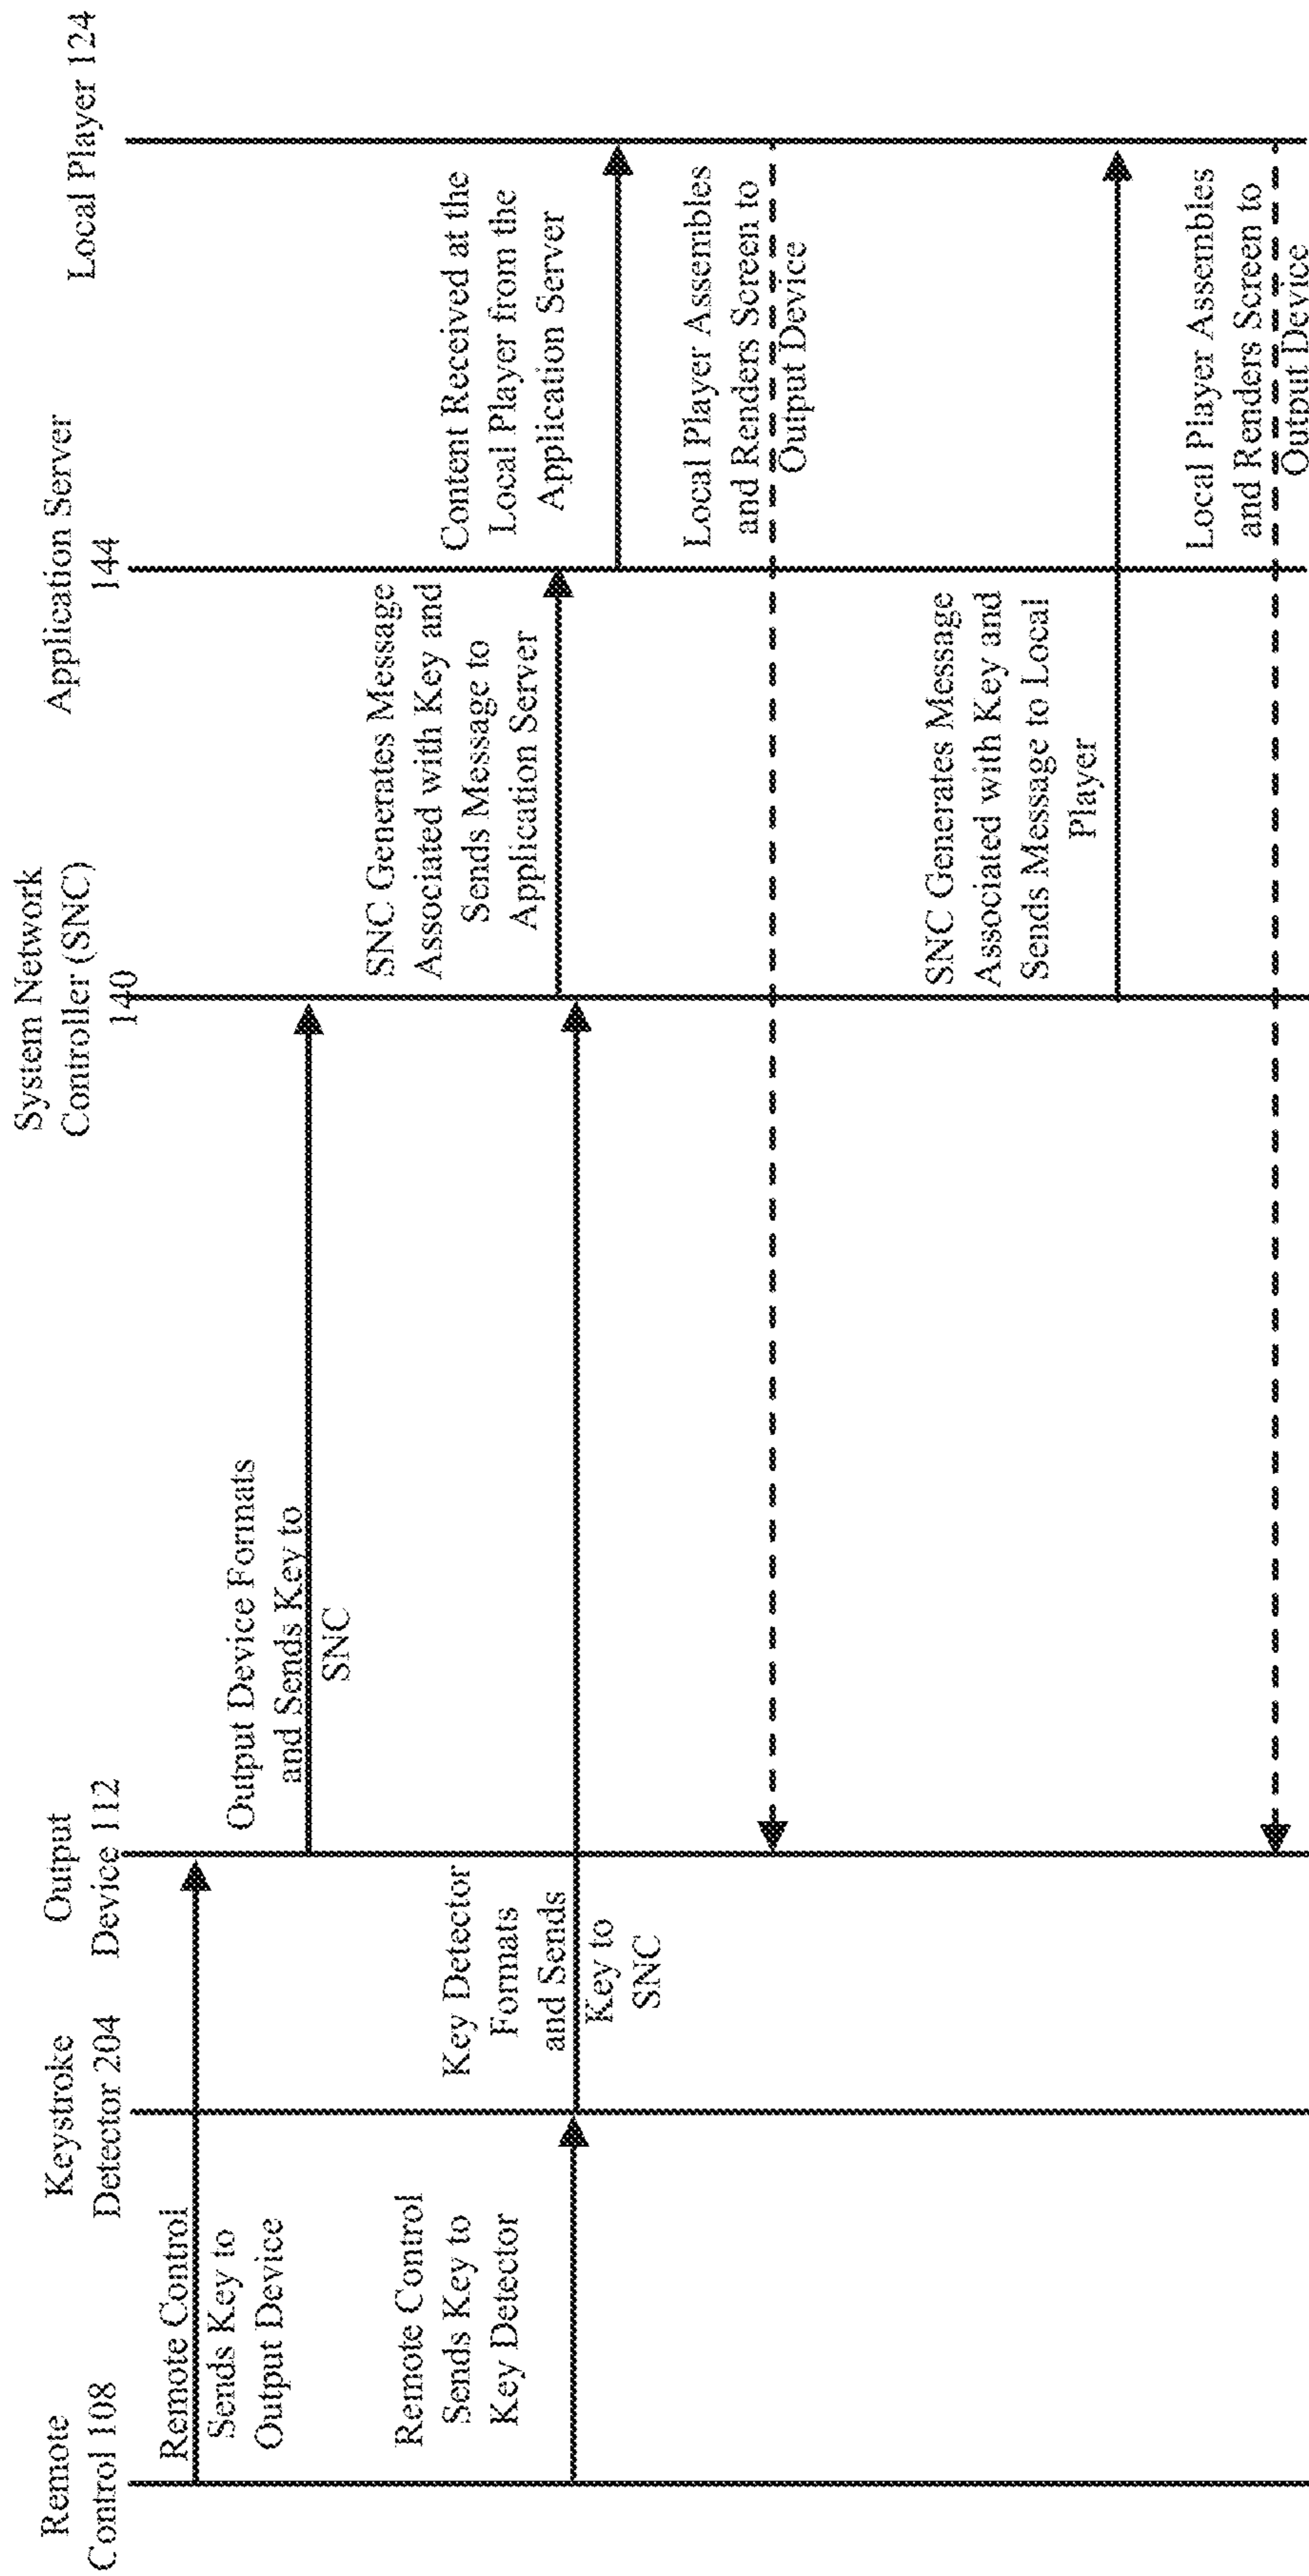 Remote
Control 108
Keystroke
Detector 204
Output
Device 112
System Network
Controller (SNC)
140
Application Server
144
Local Player 124
Remote Control
Sends Key to
Output Device
Output Device Formats
and Sends Key to
SNC
Remote Control
Sends Key to
Key Detector
Key Detector
Formats
and Sends
Key to
SNC
SNC Generates Message
Associated with Key and
Sends Message to
Application Server
Content Received at the
Local Player from the
Application Server
Local Player Assembles
and Renders Screen to
Output Device
SNC Generates Message
Associated with Key and
Sends Message to Local
Player
Local Player Assembles
and Renders Screen to
Output Device